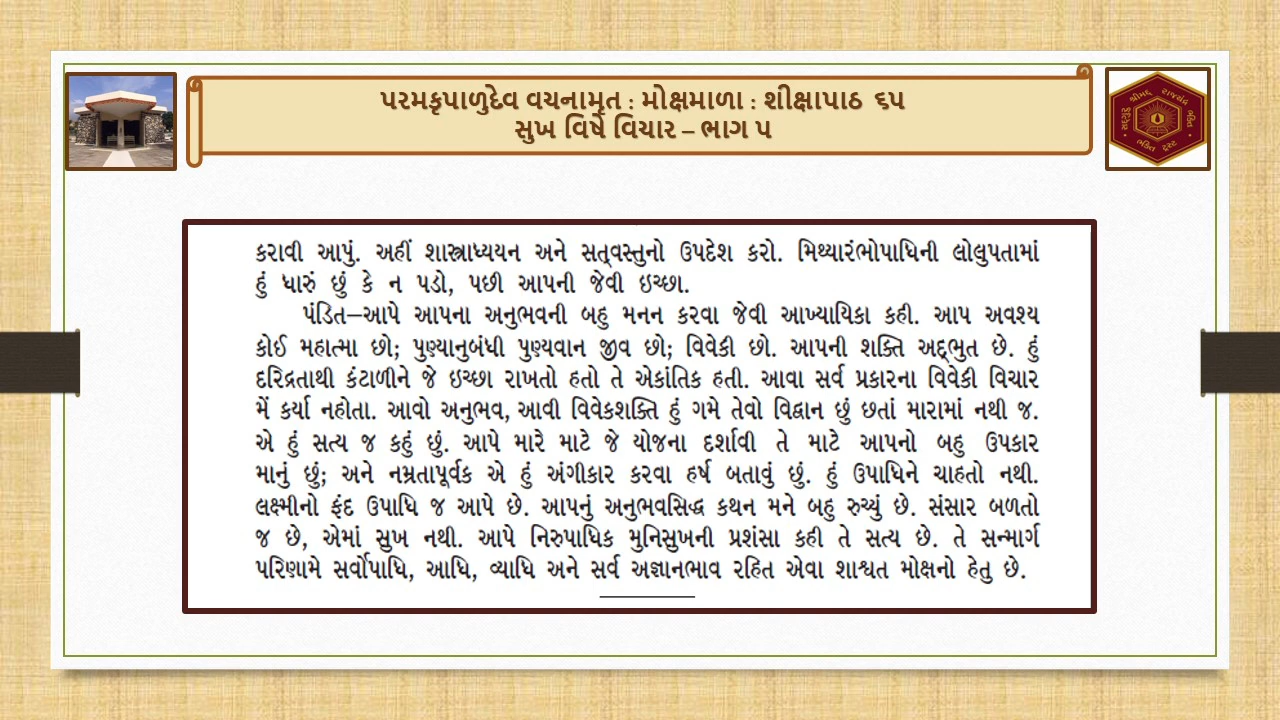 પરમકૃપાળુદેવ વચનામૃત : મોક્ષમાળા : શીક્ષાપાઠ ૬૫
સુખ વિષે વિચાર – ભાગ ૫
સદ્‌ગુરુ શ્રીમદ્ રાજચંદ્ર
ભક્તિ ટ્રસ્ટ
કરાવી આપું. અહીં શાસ્ત્રાધ્યયન અને સત્‌વસ્તુનો ઉપદેશ કરો. મિથ્યારંભોપાધિની લોલુપતામાં
હું ધારું છું કે ન પડો, પછી આપની જેવી ઇચ્છા.
પંડિત—આપે આપના અનુભવની બહુ મનન કરવા જેવી આખ્યાયિકા કહી. આપ અવશ્ય
કોઈ મહાત્મા છો; પુણ્યાનુબંધી પુણ્યવાન જીવ છો; વિવેકી છો. આપની શક્તિ અદ્ભુત છે. હું
દરિદ્રતાથી કંટાળીને જે ઇચ્છા રાખતો હતો તે એકાંતિક હતી. આવા સર્વ પ્રકારના વિવેકી વિચાર
મેં કર્યા નહોતા. આવો અનુભવ, આવી વિવેકશક્તિ હું ગમે તેવો વિદ્વાન છું છતાં મારામાં નથી જ.
એ હું સત્ય જ કહું છું. આપે મારે માટે જે યોજના દર્શાવી તે માટે આપનો બહુ ઉપકાર
માનું છું; અને નમ્રતાપૂર્વક એ હું અંગીકાર કરવા હર્ષ બતાવું છું. હું ઉપાધિને ચાહતો નથી.
લક્ષ્મીનો ફંદ ઉપાધિ જ આપે છે. આપનું અનુભવસિદ્ધ કથન મને બહુ રુચ્યું છે. સંસાર બળતો
જ છે, એમાં સુખ નથી. આપે નિરુપાધિક મુનિસુખની પ્રશંસા કહી તે સત્ય છે. તે સન્માર્ગ
પરિણામે સર્વોપાધિ, આધિ, વ્યાધિ અને સર્વ અજ્ઞાનભાવ રહિત એવા શાશ્વત મોક્ષનો હેતુ છે.